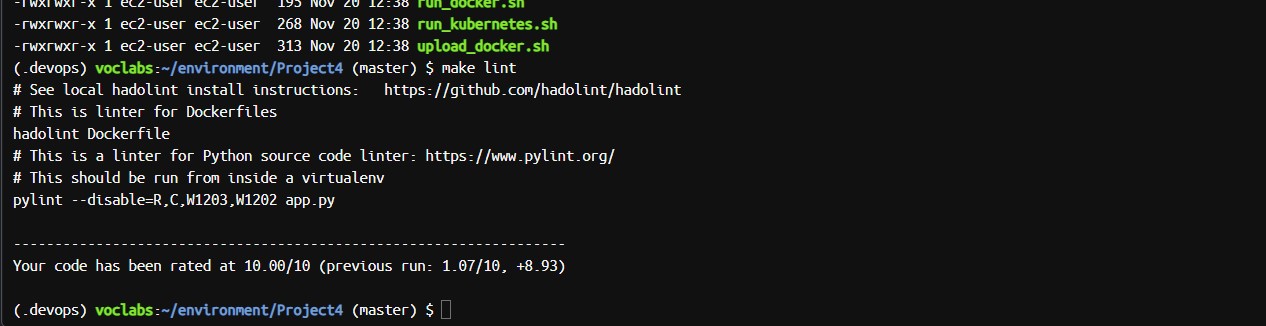 -rwxrwxr-x 1 ec2-user ec2-user  195 Nov 20 12:38 run_docker.sh
-rwxrwxr-x 1 ec2-user ec2-user  268 Nov 20 12:38 run_kubernetes.sh
-rwxrwxr-x 1 ec2-user ec2-user  313 Nov 20 12:38 upload_docker.sh
(.devops) voclabs:~/environment/Project4 (master) $ make lint
# See local hadolint install instructions:   https://github.com/hadolint/hadolint
# This is linter for Dockerfiles
hadolint Dockerfile
# This is a linter for Python source code linter: https://www.pylint.org/
# This should be run from inside a virtualenv
pylint --disable=R,C,W1203,W1202 app.py
-------------------------------------------------------------------
Your code has been rated at 10.00/10 (previous run: 1.07/10, +8.93)
(.devops) voclabs:~/environment/Project4 (master) $